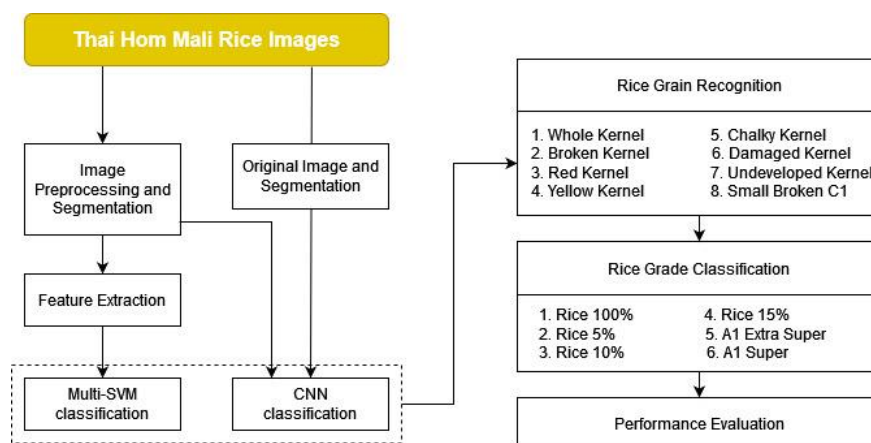 Thai Hom Mali Rice Images
Image
Preprocessing and
Segmentation
Original Image and
Segmentation
Feature Extraction
Multi-SVM
classification
CNN
classification
Rice Grain Recognition
1. Whole Kernel
2. Broken Kernel
3. Red Kernel
4. Yellow Kernel
5. Chalky Kernel
6. Damaged Kernel
7. Undeveloped Kernel
8. Small Broken C1
Rice Grade Classification
1. Rice 100%
2. Rice 5%
3. Rice 10%
4. Rice 15%
5. A1 Extra Super
6. A1 Super
Performance Evaluation